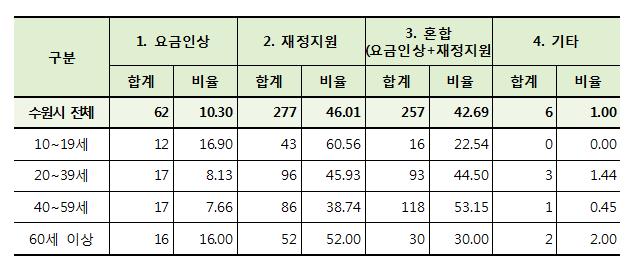 구분 1. 요금인상 2. 재정지원 3. 혼합 (요금인상+재정지원 4. 기타
합계 비율 합계 비율 합계 비율 합계 비율
수원시 전체 62 10.30 277 46.01 257 42.69 6 1.00
10~19세 12 16.90 43 60.56 16 22.54 0 0.00
20~39세 17 8.13 96 45.93 93 44.50 3 1.44
40~59세 17 7.66 86 38.74 118 53.15 1 0.45
60세 이상 16 16.00 52 52.00 30 30.00 2 2.00